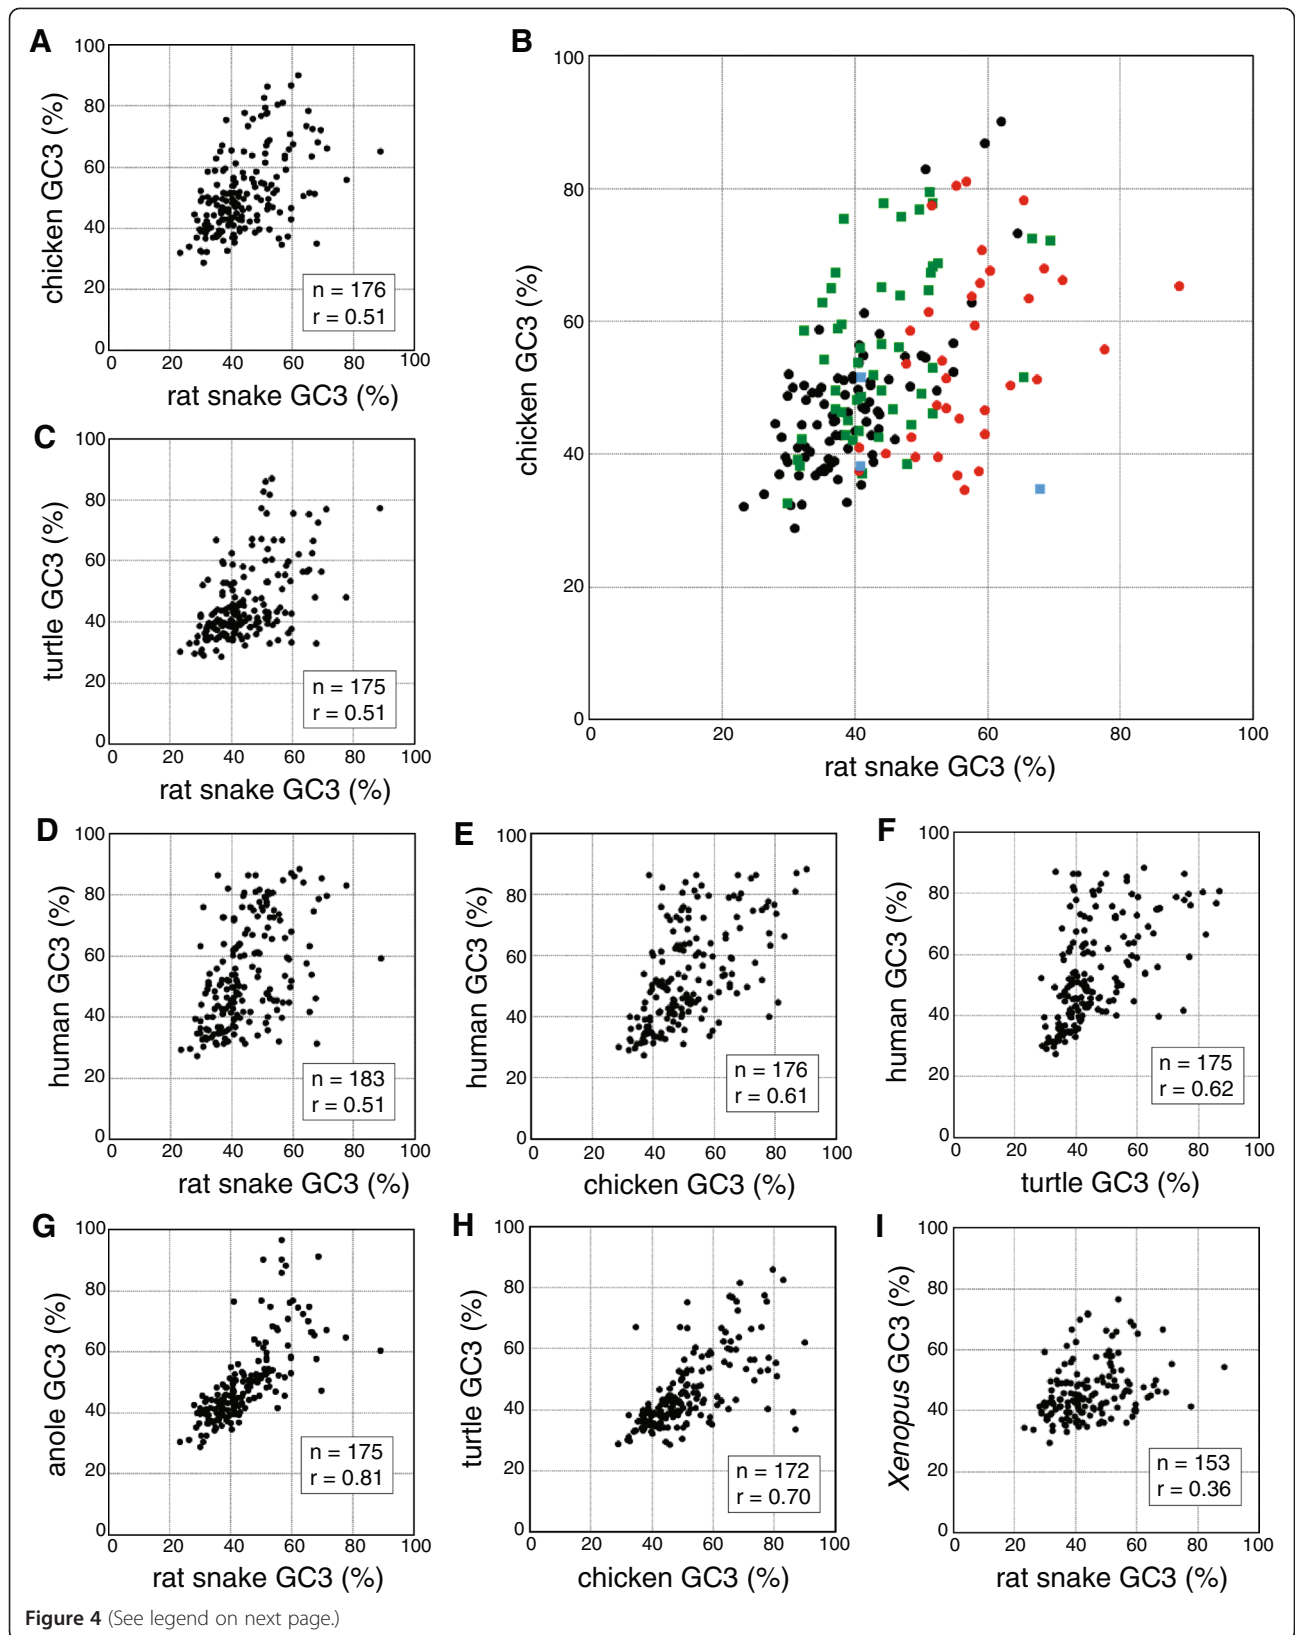 A
100
80
60
40
20
0
0 20 40 60 80 100
chicken GC3 (%)
rat snake GC3 (%)
n = 176
r = 0.51
B
100
80
60
40
20
0
0 20 40 60 80 100
chicken GC3 (%)
rat snake GC3 (%)
C
100
80
60
40
20
0
0 20 40 60 80 100
turtle GC3 (%)
rat snake GC3 (%)
n = 175
r = 0.51
D
100
80
60
40
20
0
0 20 40 60 80 100
human GC3 (%)
rat snake GC3 (%)
n = 183
r = 0.51
E
100
80
60
40
20
0
0 20 40 60 80 100
human GC3 (%)
chicken GC3 (%)
n = 176
r = 0.61
F
100
80
60
40
20
0
0 20 40 60 80 100
human GC3 (%)
turtle GC3 (%)
n = 175
r = 0.62
G
100
80
60
40
20
0
0 20 40 60 80 100
anole GC3 (%)
rat snake GC3 (%)
n = 175
r = 0.81
H
100
80
60
40
20
0
0 20 40 60 80 100
turtle GC3 (%)
chicken GC3 (%)
n = 172
r = 0.70
I
100
80
60
40
20
0
0 20 40 60 80 100
Xenopus GC3 (%)
rat snake GC3 (%)
n = 153
r = 0.36
Figure 4 (See legend on next page.)